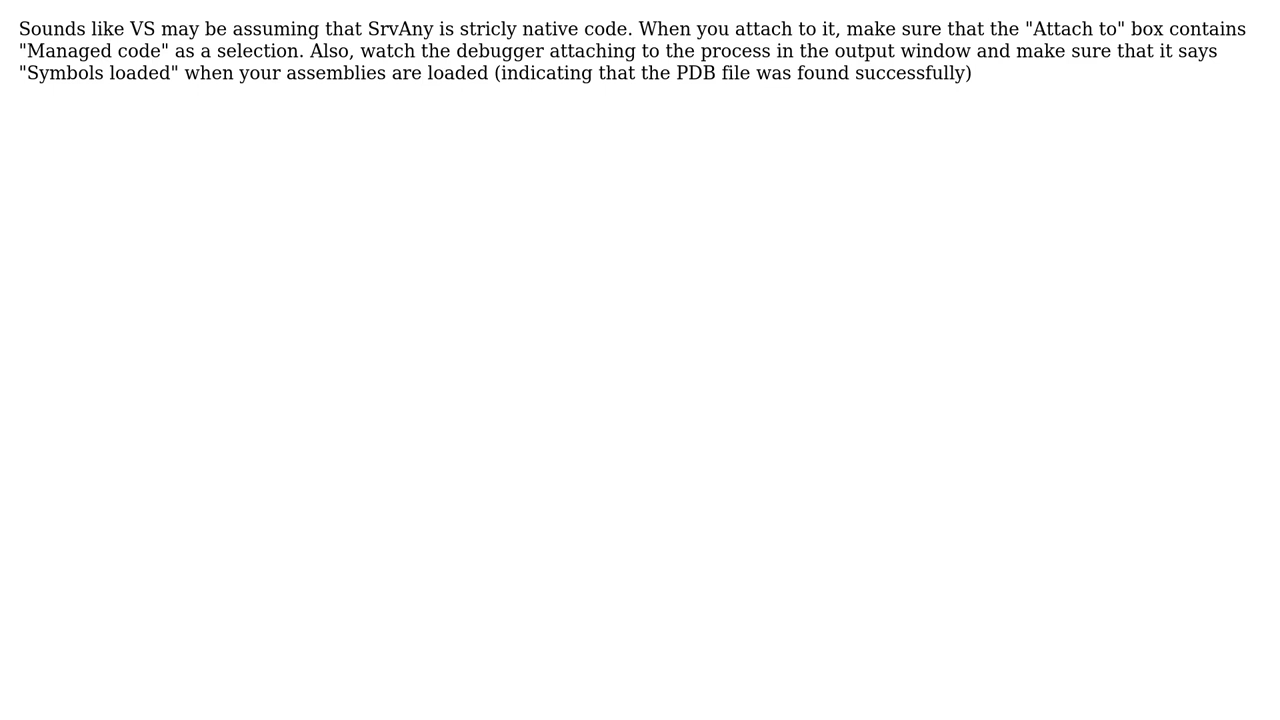 Sounds like VS may be assuming that SrvAny is stricly native code. When you attach to it, make sure that the "Attach to" box contains
"Managed code" as a selection. Also, watch the debugger attaching to the process in the output window and make sure that it says
"Symbols loaded" when your assemblies are loaded (indicating that the PDB file was found successfully)